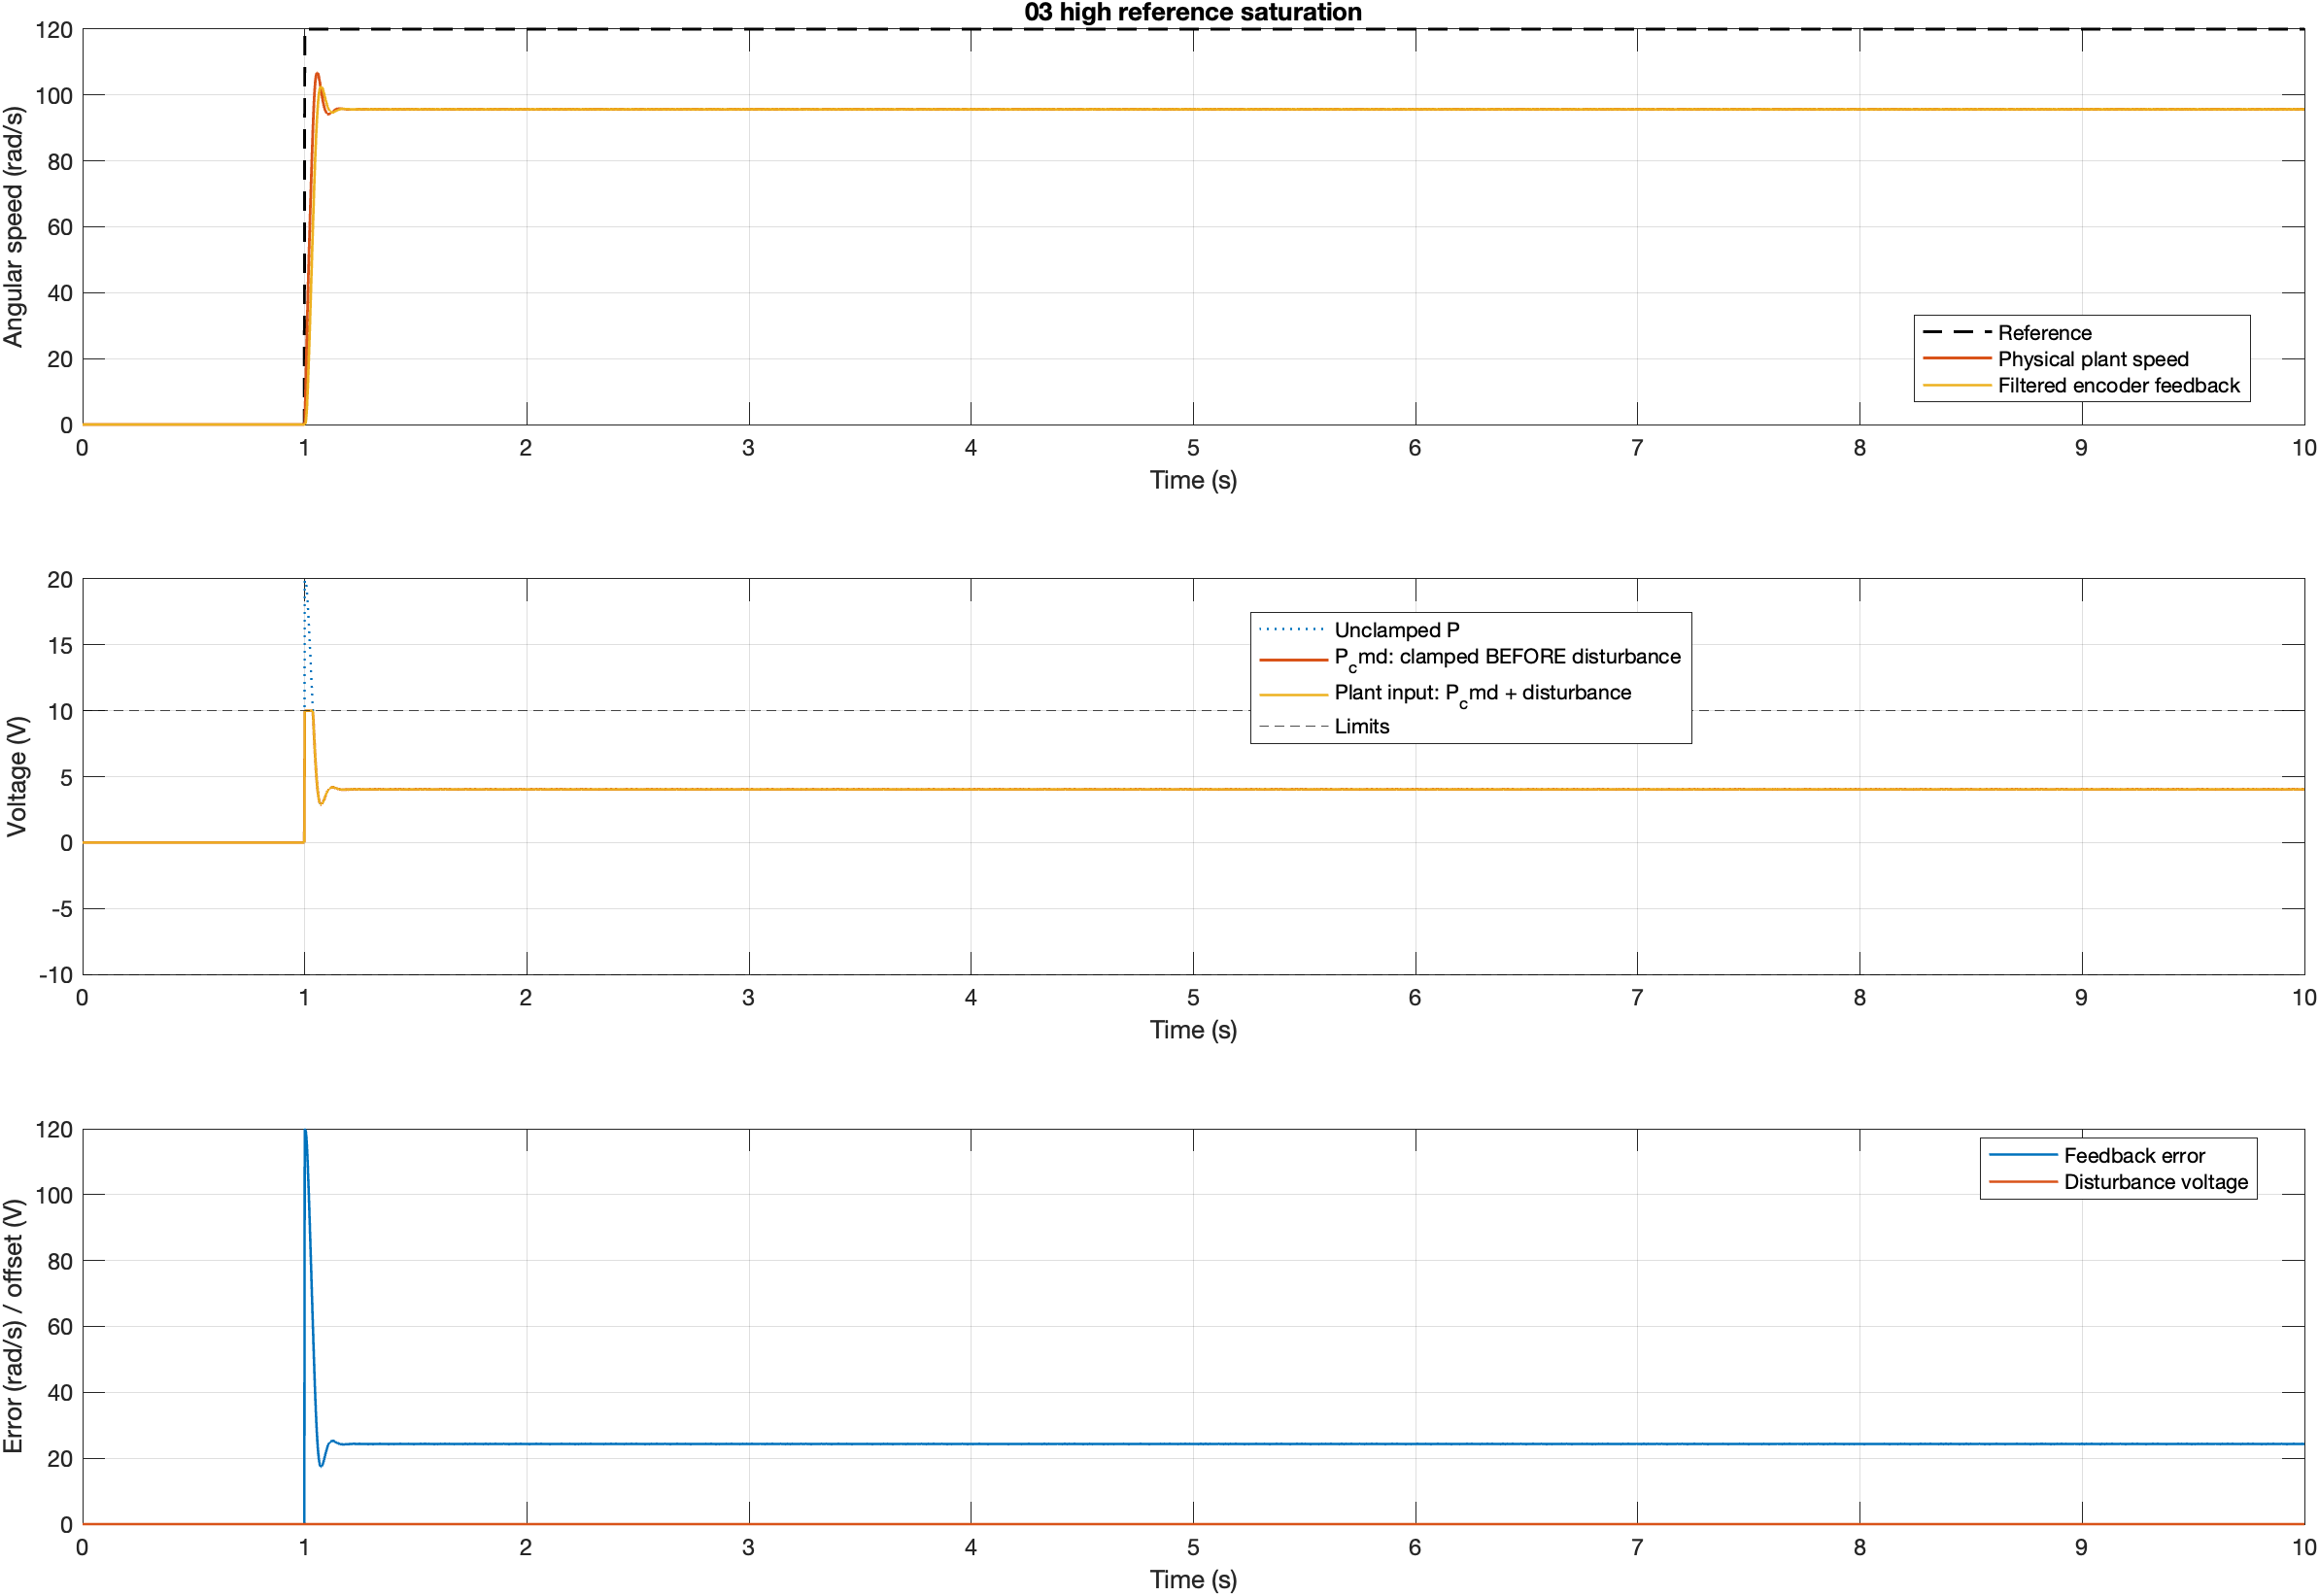 03 high reference saturation
120
100
80
60
40
20
0
Angular speed (rad/s)
Reference
Physical plant speed
Filtered encoder feedback
0 1 2 3 4 5 6 7 8 9 10
Time (s)
20
15
10
5
0
-5
-10
Voltage (V)
Unclamped P
P_cmd: clamped BEFORE disturbance
Plant input: P_cmd + disturbance
Limits
0 1 2 3 4 5 6 7 8 9 10
Time (s)
120
100
80
60
40
20
0
Error (rad/s) / offset (V)
Feedback error
Disturbance voltage
0 1 2 3 4 5 6 7 8 9 10
Time (s)